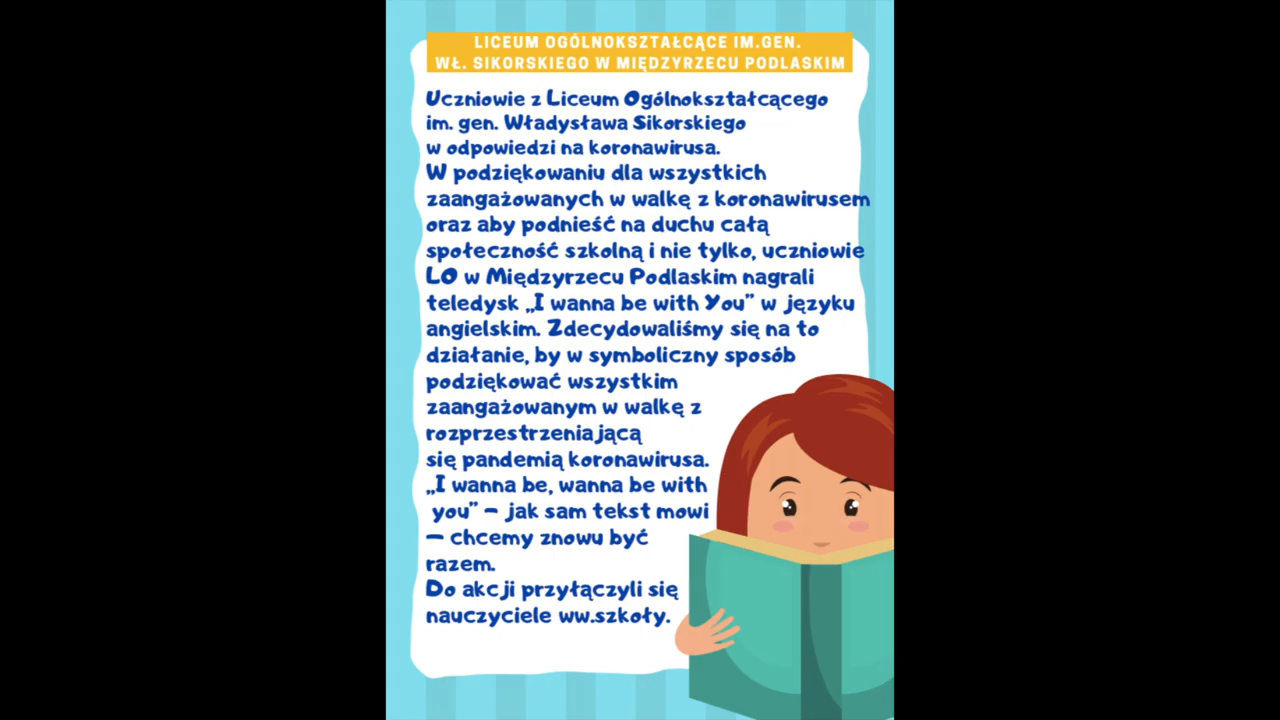 LICEUM OGÓLNOKSZTAŁCĄCE IM.GEN.
WŁ. SIKORSKIEGO W MIĘDZYRZECU PODLASKIM
Uczniowie z Liceum Ogólnokształcącego
im. gen. Władysława Sikorskiego
w odpowiedzi na koronawirusa.
W podziękowaniu dla wszystkich
zaangażowanych w walkę z koronawirusem
oraz aby podnieść na duchu całą
społeczność szkolną i nie tylko, uczniowie
LO w Międzyrzecu Podlaskim nagrali
teledysk „I wanna be with You” w języku
angielskim. Zdecydowaliśmy się na to
działanie, by w symboliczny sposób
podziękować wszystkim
zaangażowanym w walkę z
rozprzestrzeniającą
się pandemią koronawirusa.
„I wanna be, wanna be with
you” – jak sam tekst mowi
– chcemy znowu być
razem.
Do akcji przyłączyli się
nauczyciele ww.szkoły.